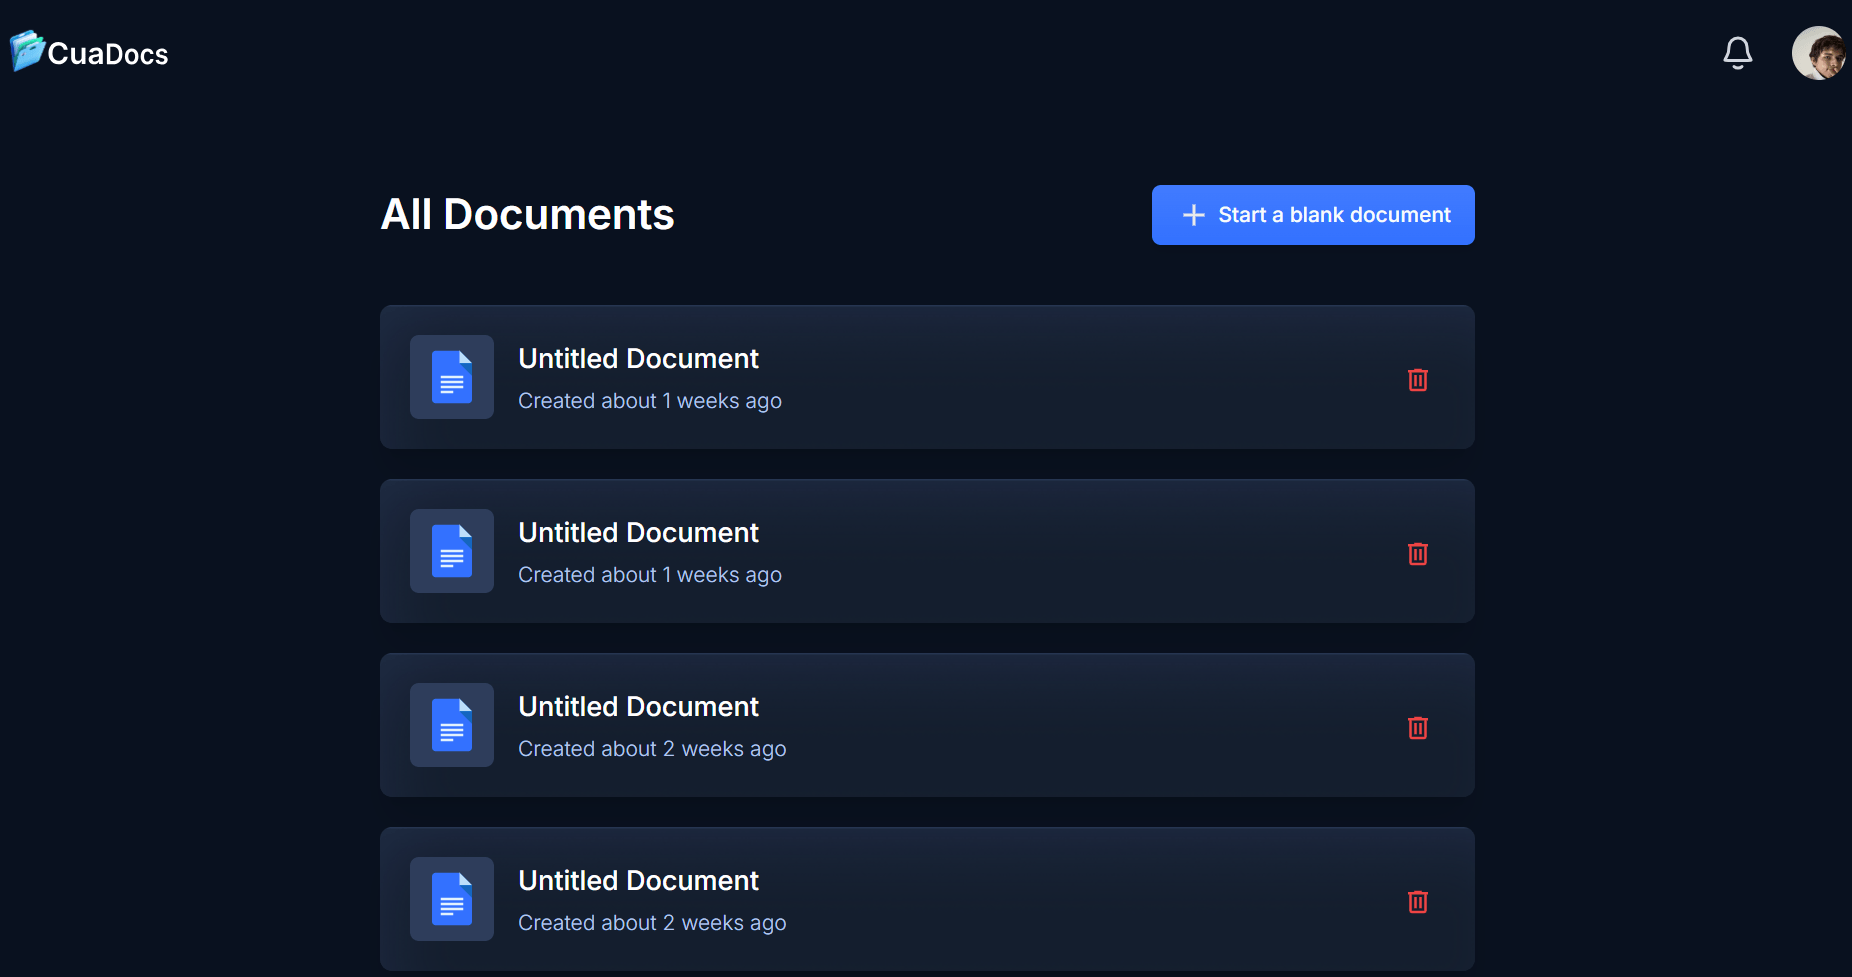 CuaDocs
All Documents
Start a blank document
Untitled Document
Created about 1 weeks ago
Untitled Document
Created about 1 weeks ago
Untitled Document
Created about 2 weeks ago
Untitled Document
Created about 2 weeks ago